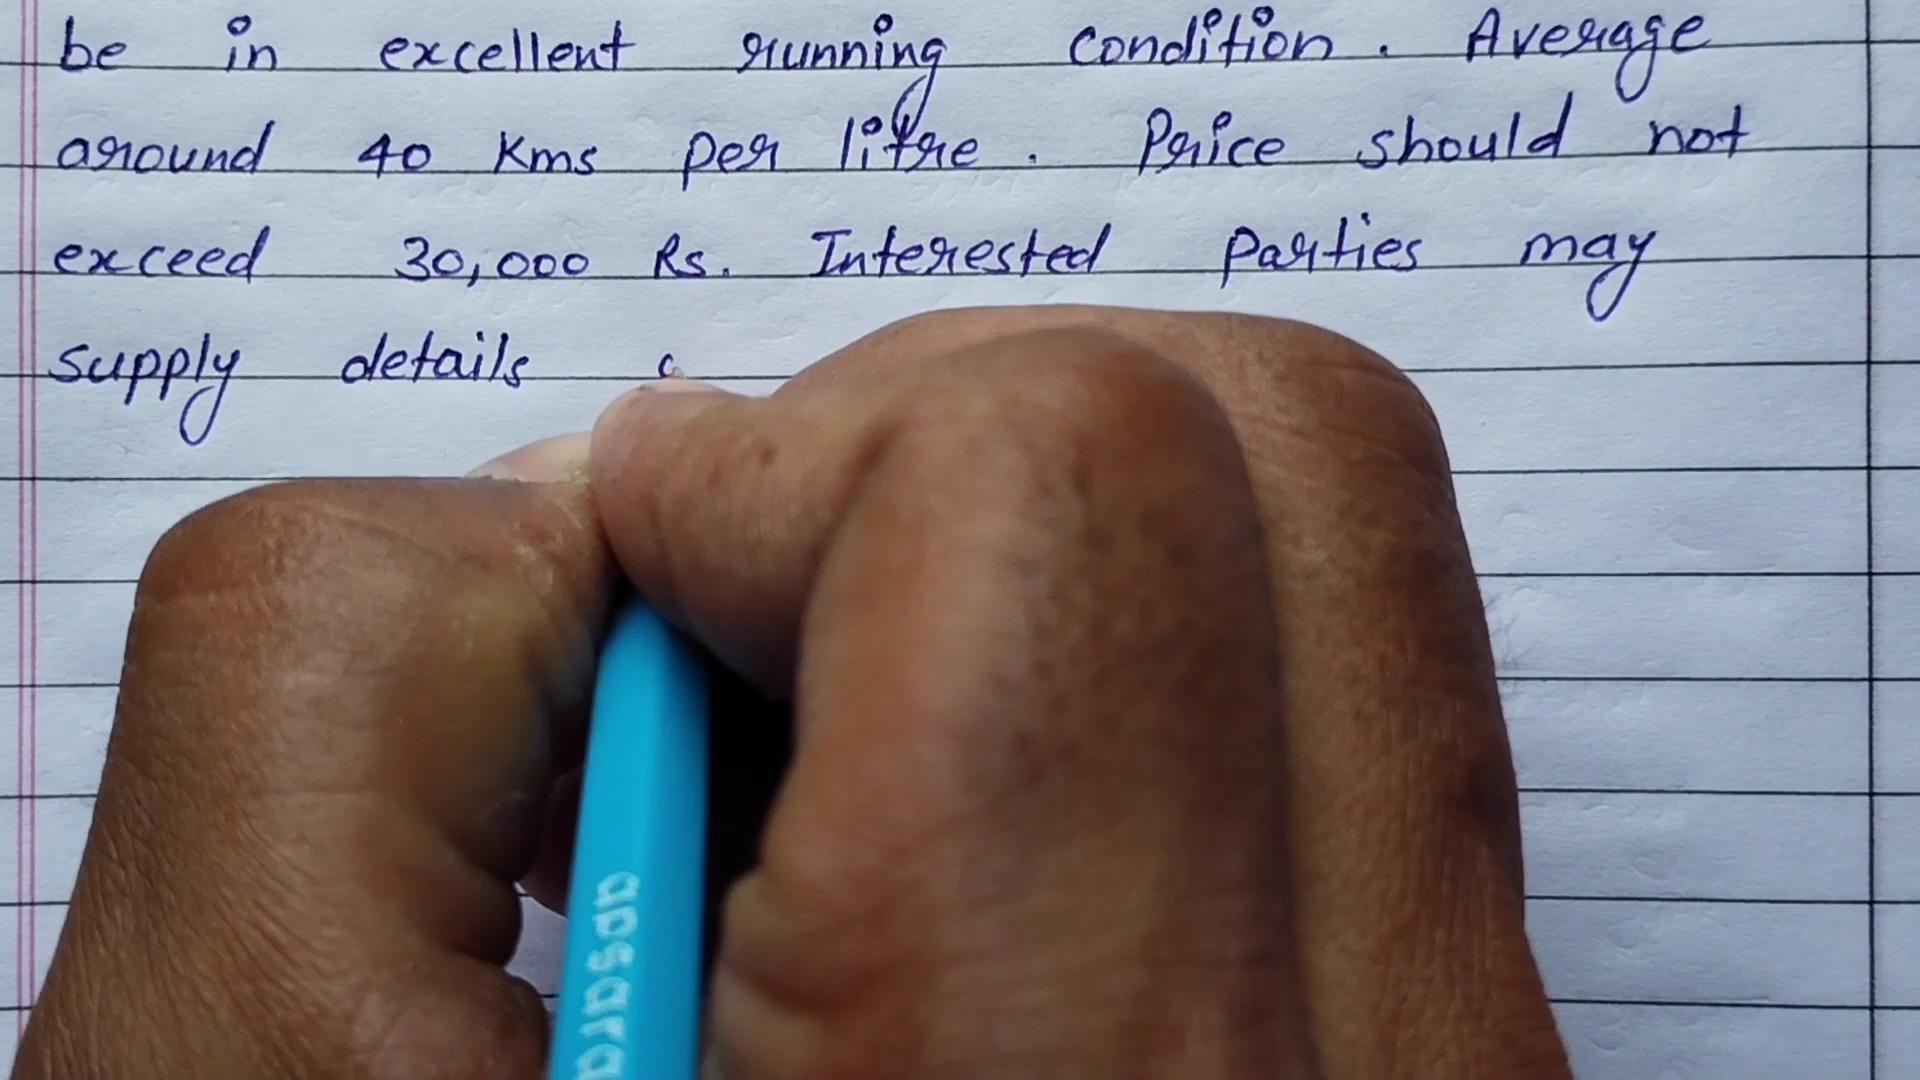 be in excellent running condition. Average
around 40 Kms per litre. Price should not
exceed 30,000 Rs. Interested parties may
supply details
apsara